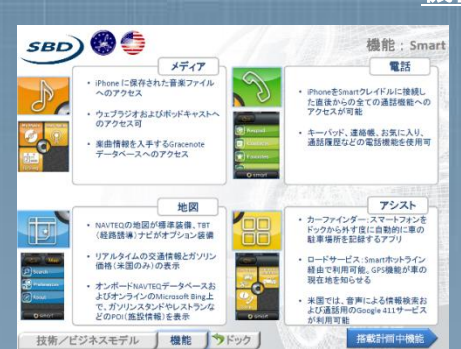 SBD
機能：Smart
メディア
・ iPhone に保存された音楽ファイル
へのアクセス
・ ウェブラジオおよびポッドキャストへ
のアクセス可
・ 楽曲情報を入手するGracenote
データベースへのアクセス
電話
・ iPhoneをSmartクレイドルに接続し
た直後からの全ての通話機能への
アクセスが可能
・ キーパッド、連絡帳、お気に入り、
通話履歴などの電話機能を使用可
Keypad
Favorites
smart
地図
・ NAVTEQの地図が標準装備、TBT
（経路誘導）ナビがオプション装備
・ リアルタイムの交通情報とガソリン
価格（米国のみ）の表示
・ オンボードNAVTEQデータベースお
よびオンラインのMicrosoft Bing上
で、ガソリンスタンドやレストランな
どのPOI（施設情報）を表示
Search
Preferences
smart
アシスト
・ カーファインダー：スマートフォンを
ドックから外す度に自動的に車の
駐車場所を記録するアプリ
・ ロードサービス：Smartホットライン
経由で利用可能。GPS機能が車の
現在地を知らせる
・ 米国では、音声による情報検索お
よび通話用のGoogle 411サービス
が利用可能
smart
技術／ビジネスモデル
機能
ドック
搭載計画中機能